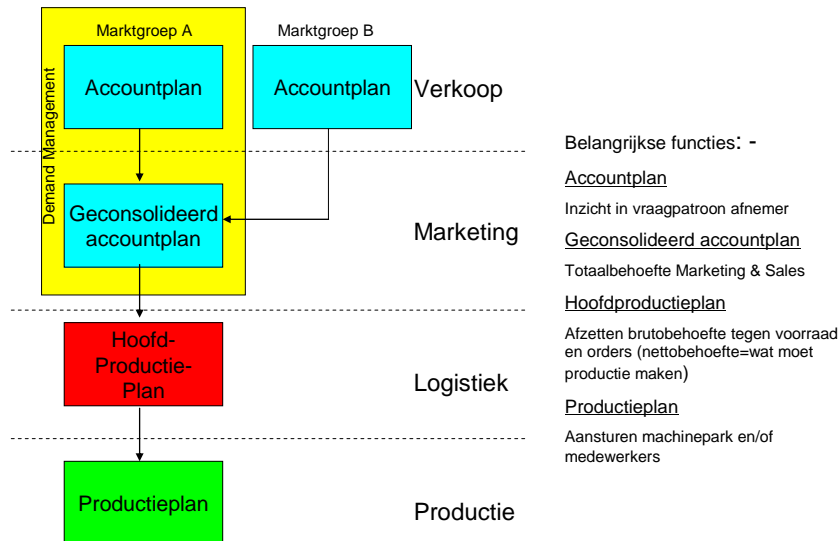 Marktgroep A
Marktgroep B
Demand Management
Accountplan
Accountplan
Verkoop
Geconsolideerd
accountplan
Marketing
Hoofd-
Productie-
Plan
Logistiek
Productieplan
Productie
Belangrijkse functies: -
Accountplan
Inzicht in vraagpatroon afnemer
Geconsolideerd accountplan
Totaalbehoefte Marketing & Sales
Hoofdproductieplan
Afzetten brutobehoefte tegen voorraad
en orders (nettobehoefte=wat moet
productie maken)
Productieplan
Aansturen machinepark en/of
medewerkers